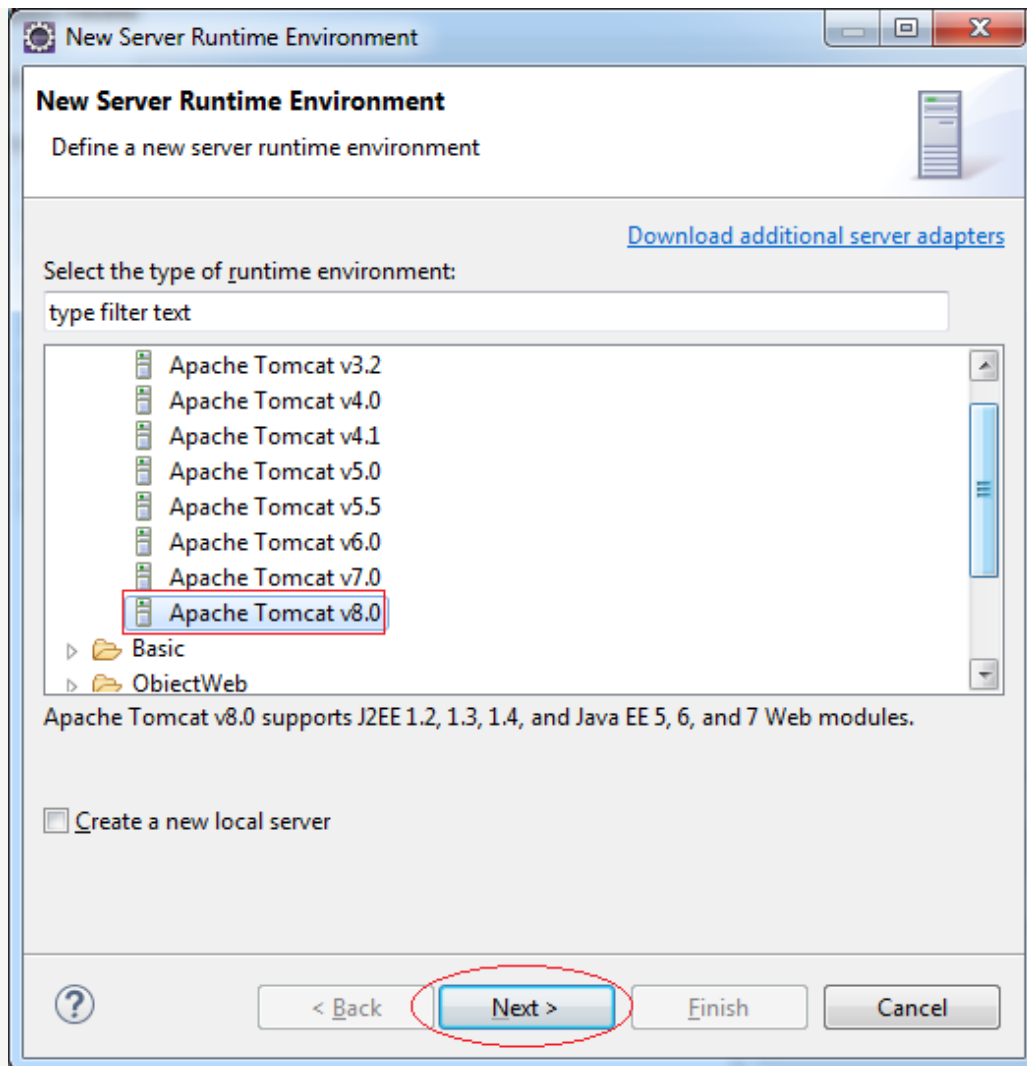 New Server Runtime Environment
X
New Server Runtime Environment
Define a new server runtime environment
Download additional server adapters
Select the type of runtime environment:
type filter text
Apache Tomcat v3.2
Apache Tomcat v4.0
Apache Tomcat v4.1
Apache Tomcat v5.0
Apache Tomcat v5.5
Apache Tomcat v6.0
Apache Tomcat v7.0
Apache Tomcat v8.0
Basic
ObjectWeb
Apache Tomcat v8.0 supports J2EE 1.2, 1.3, 1.4, and Java EE 5, 6, and 7 Web modules.
Create a new local server
? < Back Next > Finish Cancel